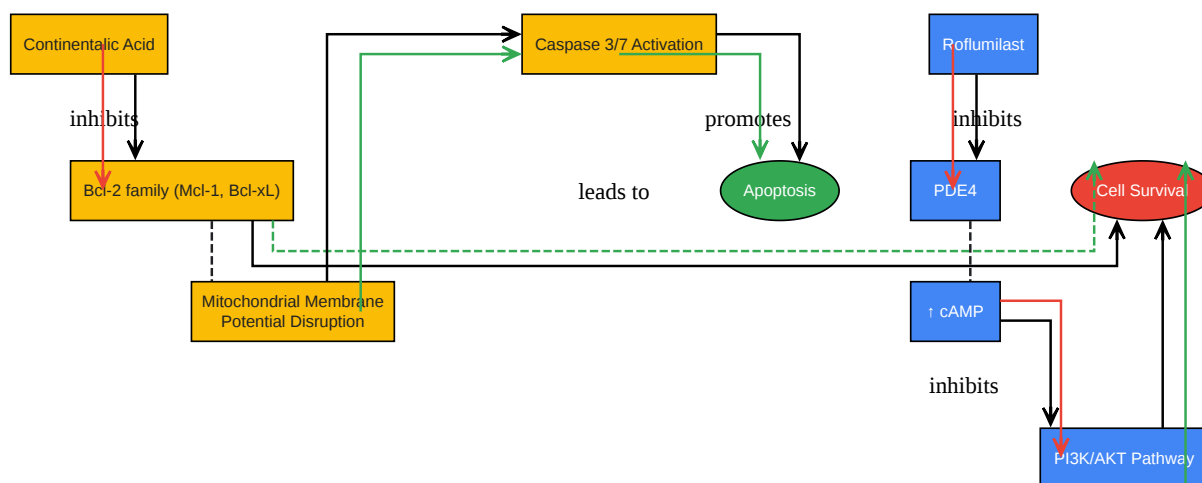 Continentalic Acid
Caspase 3/7 Activation
Roflumilast
inhibits
promotes
inhibits
Bcl-2 family (Mcl-1, Bcl-xL)
leads to
Apoptosis
PDE4
Cell Survival
Mitochondrial Membrane
Potential Disruption
↑ cAMP
inhibits
PI3K/AKT Pathway